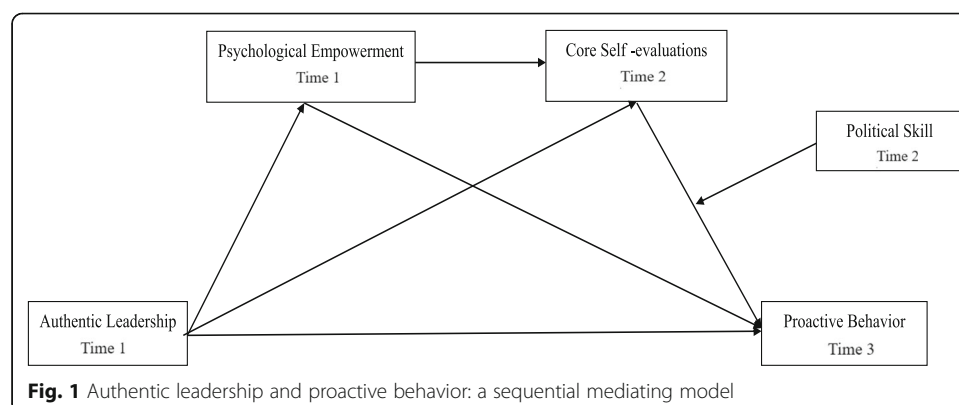 Psychological Empowerment
Time 1
Core Self -evaluations
Time 2
Political Skill
Time 2
Authentic Leadership
Time 1
Proactive Behavior
Time 3
Fig. 1 Authentic leadership and proactive behavior: a sequential mediating model